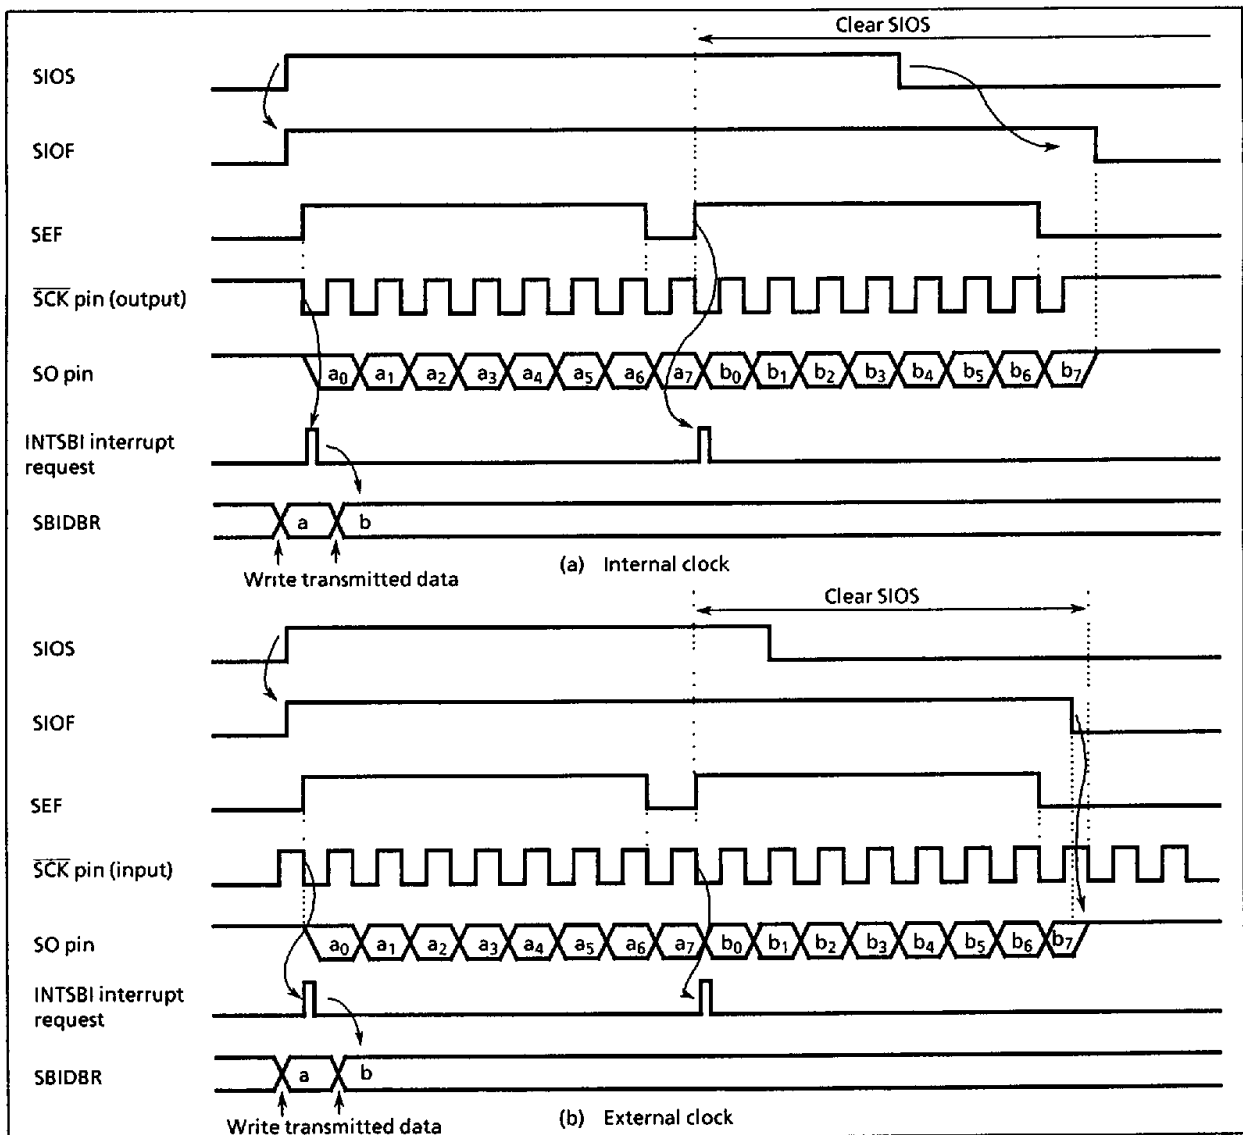 Clear SIOS
SIOS
SIOF
SEF
SCK pin (output)
SO pin
a0 a1 a2 a3 a4 a5 a6 a7 b0 b1 b2 b3 b4 b5 b6 b7
INTSBI interrupt
request
SBIDBR
a b
Write transmitted data
(a) Internal clock
Clear SIOS
SIOS
SIOF
SEF
SCK pin (input)
SO pin
a0 a1 a2 a3 a4 a5 a6 a7 b0 b1 b2 b3 b4 b5 b6 b7
INTSBI interrupt
request
SBIDBR
a b
Write transmitted data
(b) External clock